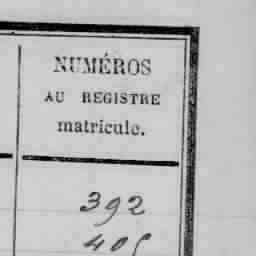 NUMÉROS
AU REGISTRE
matricule.
392